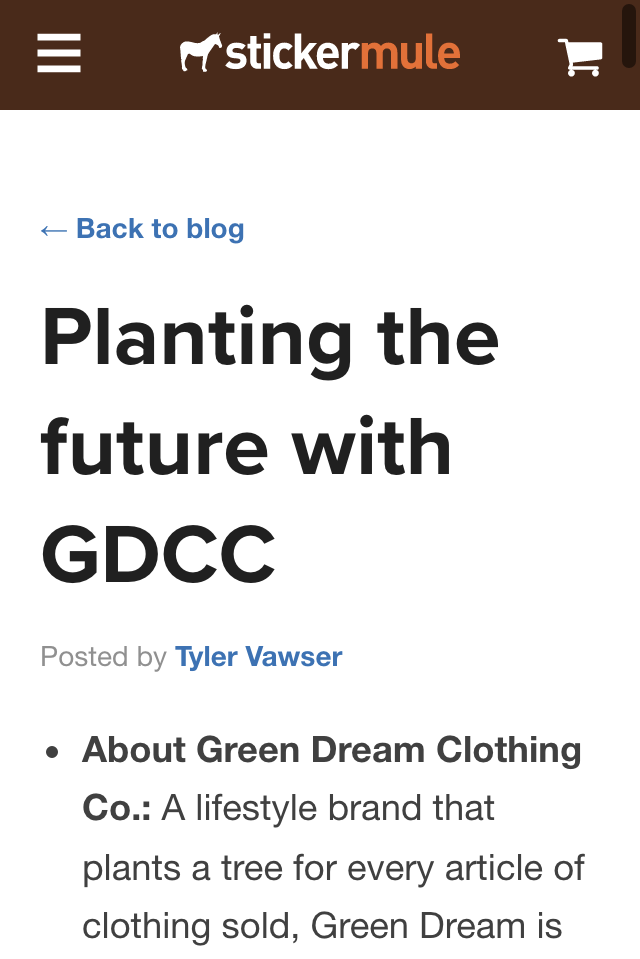 stickermule
← Back to blog
Planting the
future with
GDCC
Posted by Tyler Vawser
• About Green Dream Clothing
Co.: A lifestyle brand that
plants a tree for every article of
clothing sold, Green Dream is